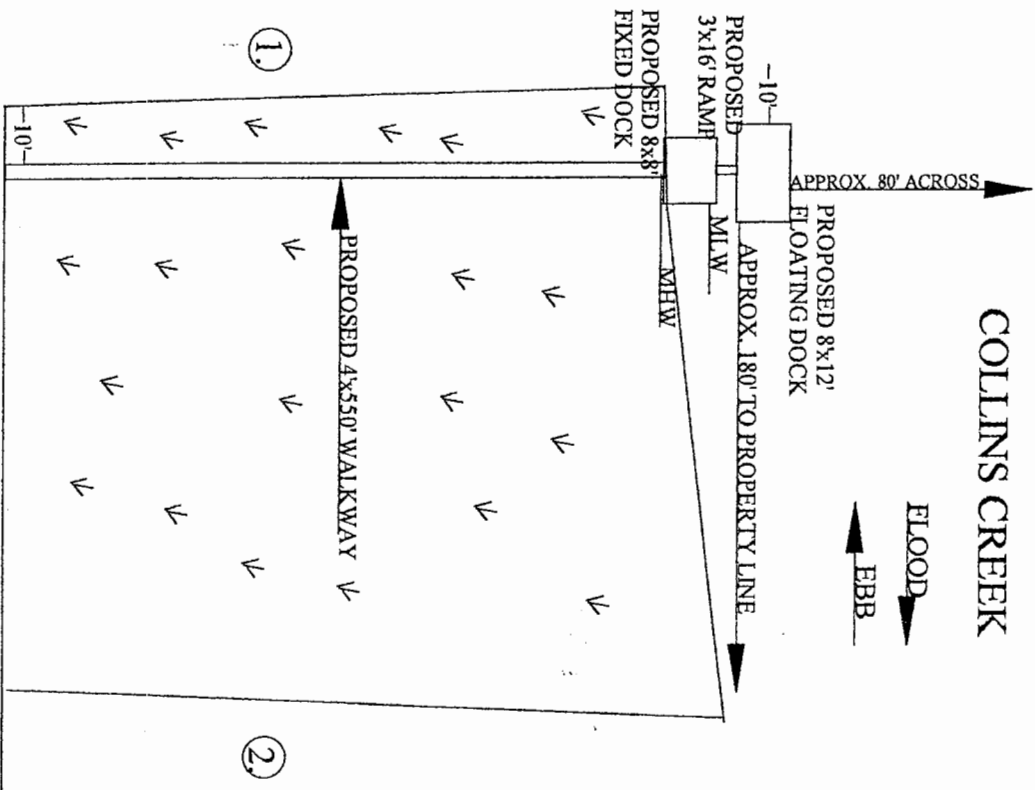 COLLINS CREEK
FLOOD
EBB
APPROX. 80' ACROSS
PROPOSED 8'x12'
FLOATING DOCK
-10'-
APPROX. 180' TO PROPERTY LINE
PROPOSED
3'x16' RAMP
MLW
MHW
PROPOSED 8'x8'
FIXED DOCK
PROPOSED 4'x550' WALKWAY
1.
2.
-10'-